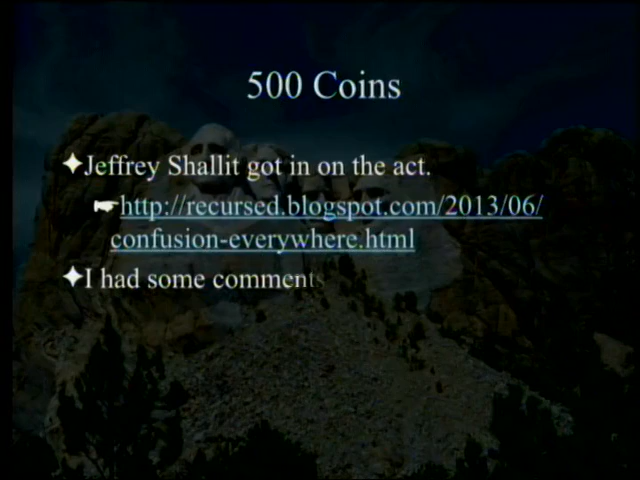 500 Coins
Jeffrey Shallit got in on the act.
http://recursed.blogspot.com/2013/06/
confusion-everywhere.html
I had some comments